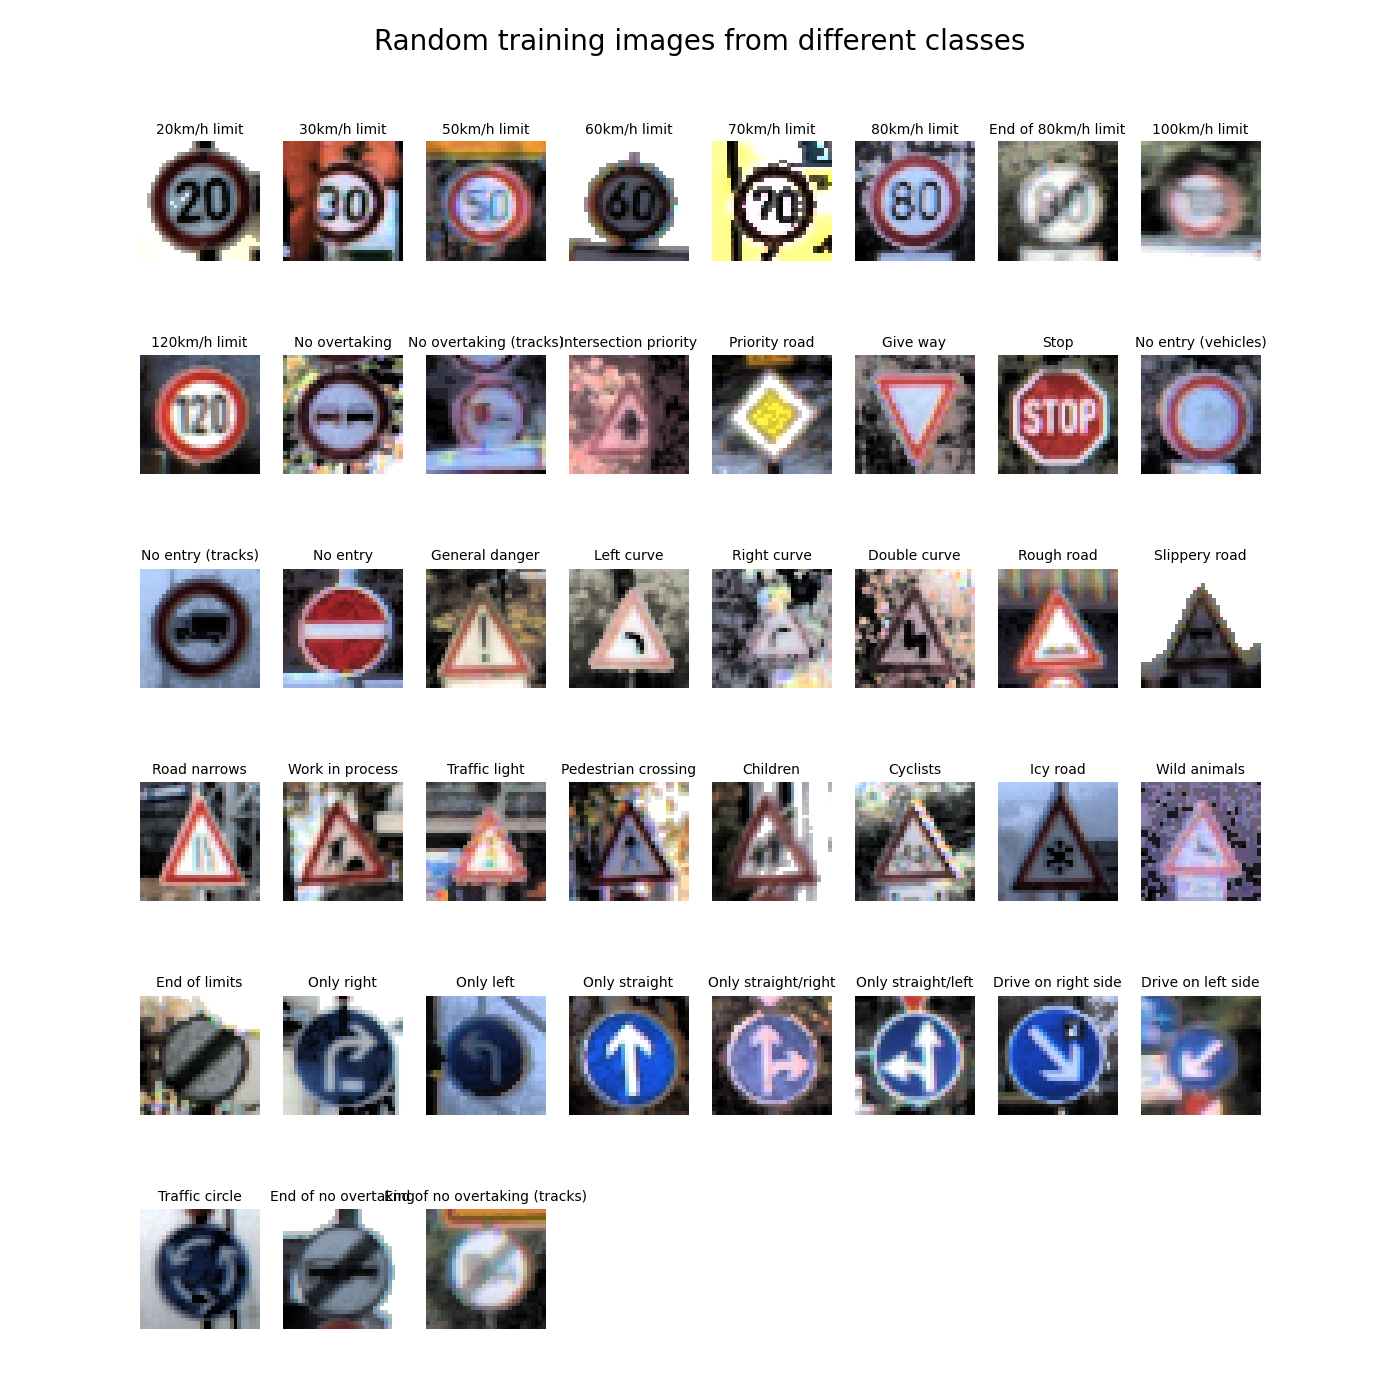 Random training images from different classes
20km/h limit
30km/h limit
50km/h limit
60km/h limit
70km/h limit
80km/h limit
End of 80km/h limit
100km/h limit
20
30
50
60
70
80
80
120km/h limit
No overtaking
No overtaking (tracks)
Intersection priority
Priority road
Give way
Stop
No entry (vehicles)
120
STOP
No entry (tracks)
No entry
General danger
Left curve
Right curve
Double curve
Rough road
Slippery road
Road narrows
Work in process
Traffic light
Pedestrian crossing
Children
Cyclists
Icy road
Wild animals
End of limits
Only right
Only left
Only straight
Only straight/right
Only straight/left
Drive on right side
Drive on left side
Traffic circle
End of no overtaking
End of no overtaking (tracks)